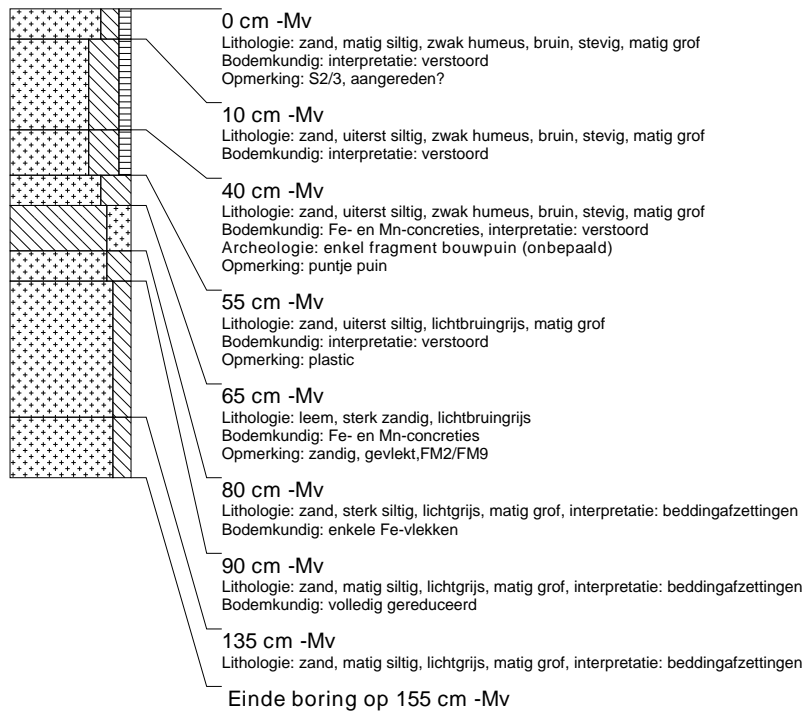 0 cm -Mv
Lithologie: zand, matig siltig, zwak humeus, bruin, stevig, matig grof
Bodemkundig: interpretatie: verstoord
Opmerking: S2/3, aangereden?
10 cm -Mv
Lithologie: zand, uiterst siltig, zwak humeus, bruin, stevig, matig grof
Bodemkundig: interpretatie: verstoord
40 cm -Mv
Lithologie: zand, uiterst siltig, zwak humeus, bruin, stevig, matig grof
Bodemkundig: Fe- en Mn-concreties, interpretatie: verstoord
Archeologie: enkel fragment bouwpuin (onbepaald)
Opmerking: puntje puin
55 cm -Mv
Lithologie: zand, uiterst siltig, lichtbruingrijs, matig grof
Bodemkundig: interpretatie: verstoord
Opmerking: plastic
65 cm -Mv
Lithologie: leem, sterk zandig, lichtbruingrijs
Bodemkundig: Fe- en Mn-concreties
Opmerking: zandig, gevlekt,FM2/FM9
80 cm -Mv
Lithologie: zand, sterk siltig, lichtgrijs, matig grof, interpretatie: beddingafzettingen
Bodemkundig: enkele Fe-vlekken
90 cm -Mv
Lithologie: zand, matig siltig, lichtgrijs, matig grof, interpretatie: beddingafzettingen
Bodemkundig: volledig gereduceerd
135 cm -Mv
Lithologie: zand, matig siltig, lichtgrijs, matig grof, interpretatie: beddingafzettingen
Einde boring op 155 cm -Mv